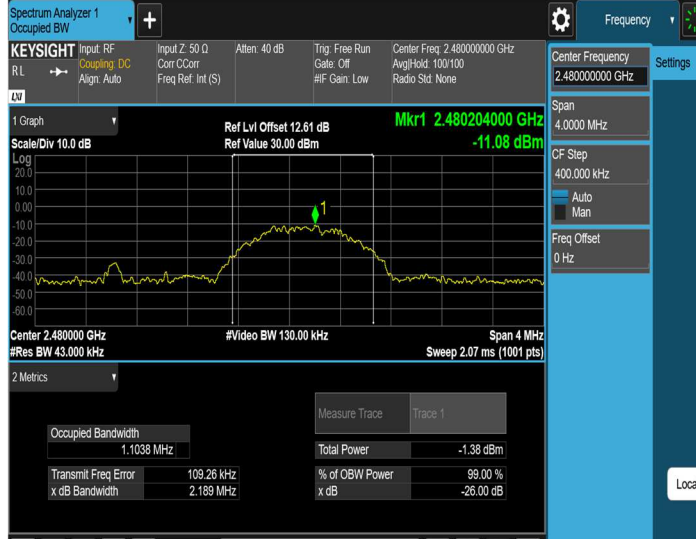 Spectrum Analyzer 1
Occupied BW
+
Frequency
KEYSIGHT
RL
LXI
Input: RF
Coupling: DC
Align: Auto
Input Z: 50 Ω
Corr CCorr
Freq Ref: Int (S)
Atten: 40 dB
Trig: Free Run
Gate: Off
#IF Gain: Low
Center Freq: 2.480000000 GHz
Avg|Hold: 100/100
Radio Std: None
Center Frequency
2.480000000 GHz
Settings
Span
4.0000 MHz
CF Step
400.000 kHz
Auto
Man
Freq Offset
0 Hz
1 Graph
Scale/Div 10.0 dB
Ref Lvl Offset 12.61 dB
Ref Value 30.00 dBm
Mkr1 2.480204000 GHz
-11.08 dBm
Log
20.0
10.0
0.00
-10.0
-20.0
-30.0
-40.0
-50.0
-60.0
1
Center 2.480000 GHz
#Res BW 43.000 kHz
#Video BW 130.00 kHz
Span 4 MHz
Sweep 2.07 ms (1001 pts)
2 Metrics
Measure Trace
Trace 1
Occupied Bandwidth
1.1038 MHz
Total Power
-1.38 dBm
Transmit Freq Error
109.26 kHz
% of OBW Power
99.00 %
x dB Bandwidth
2.189 MHz
x dB
-26.00 dB
Loca